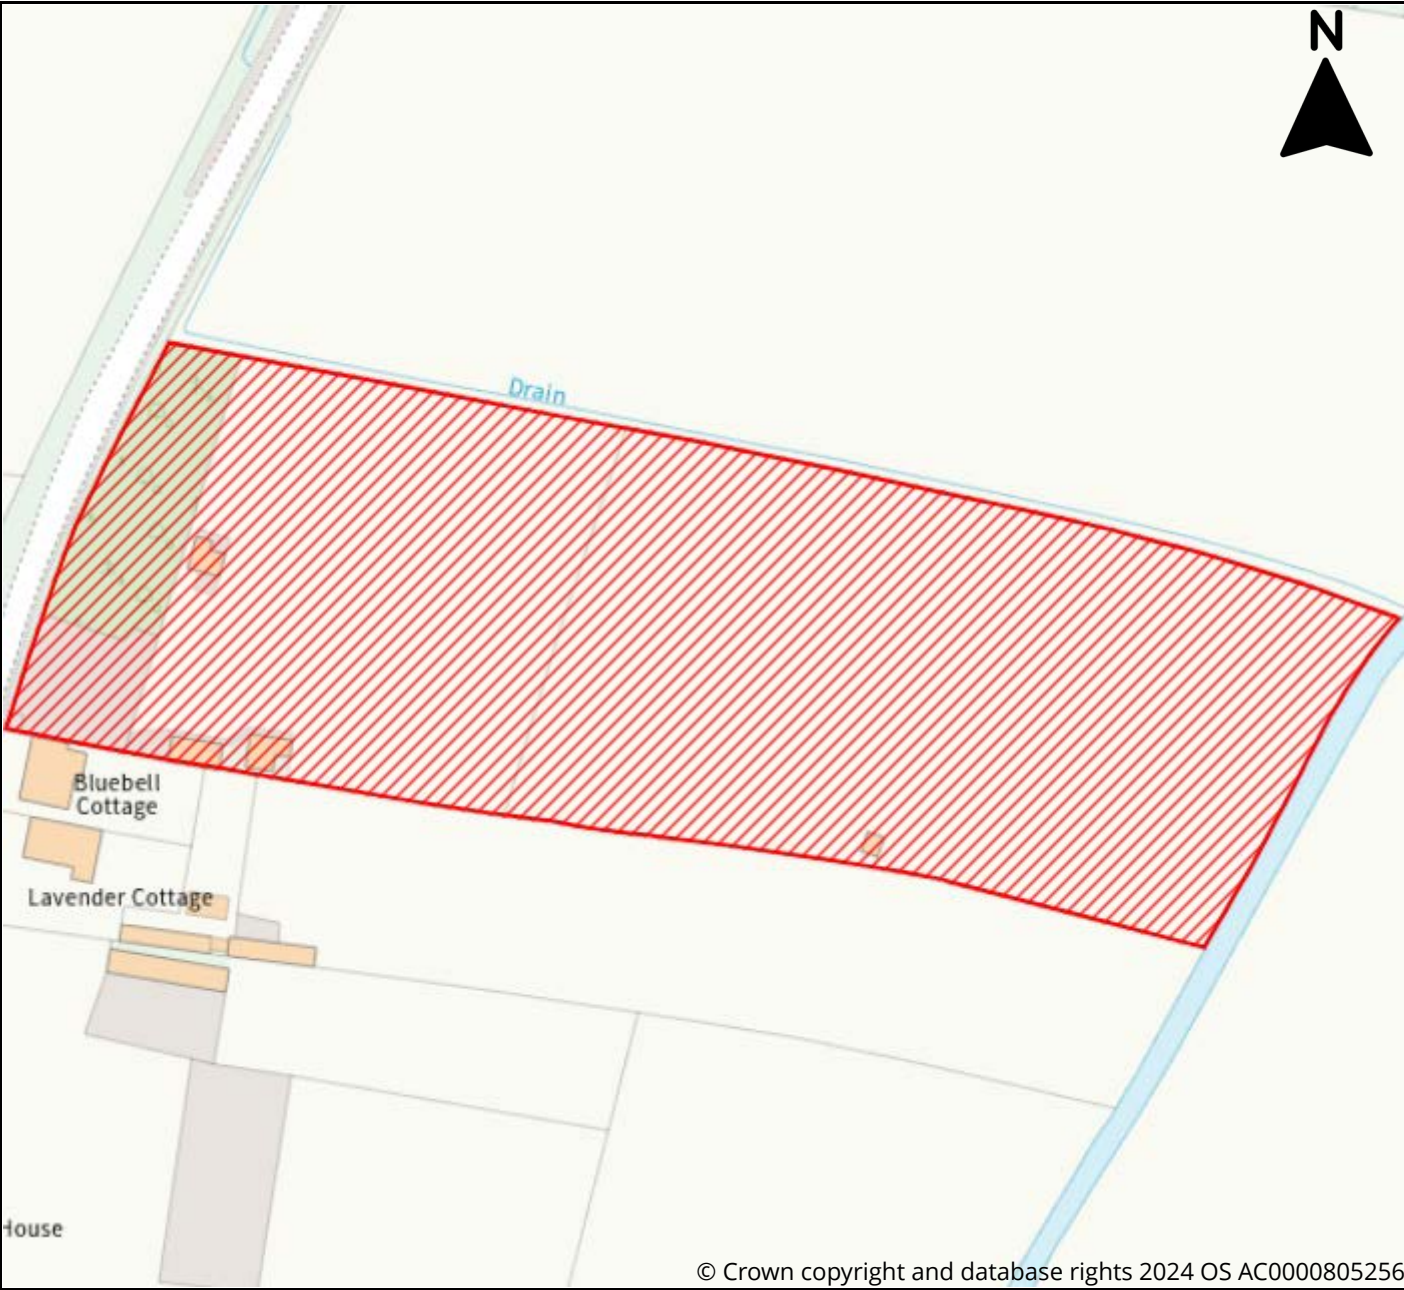 N
Drain
Bluebell
Cottage
Lavender Cottage
House
© Crown copyright and database rights 2024 OS AC0000805256